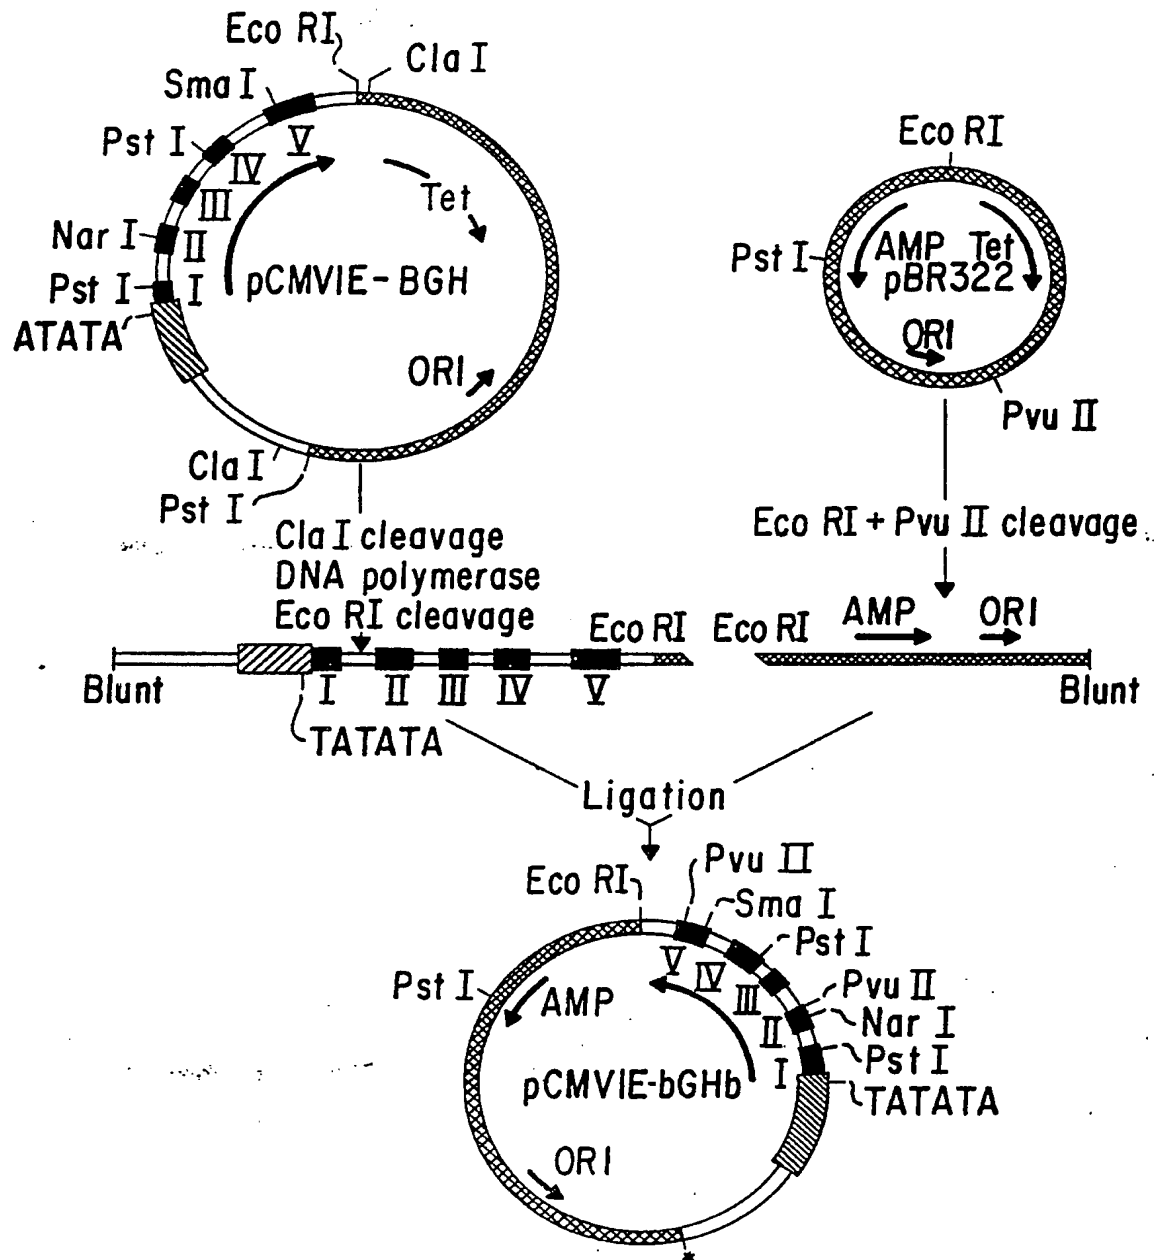 Eco RI
Cla I
Sma I
Pst I
V
IV
III
Nar I
II
Pst I
I
ATATA
Tet
pCMVIE-BGH
ORI
Cla I
Pst I
Eco RI
Pst I
AMP Tet
pBR322
ORI
Pvu II
Cla I cleavage
DNA polymerase
Eco RI cleavage
Eco RI + Pvu II cleavage
Eco RI
Eco RI
AMP
ORI
Blunt
I
II
III
IV
V
Blunt
TATATA
Ligation
Eco RI
Pvu II
Sma I
Pst I
V
IV
III
Pst I
AMP
Pvu II
II
Nar I
Pst I
I
pCMVIE-bGHb
TATATA
ORI
*